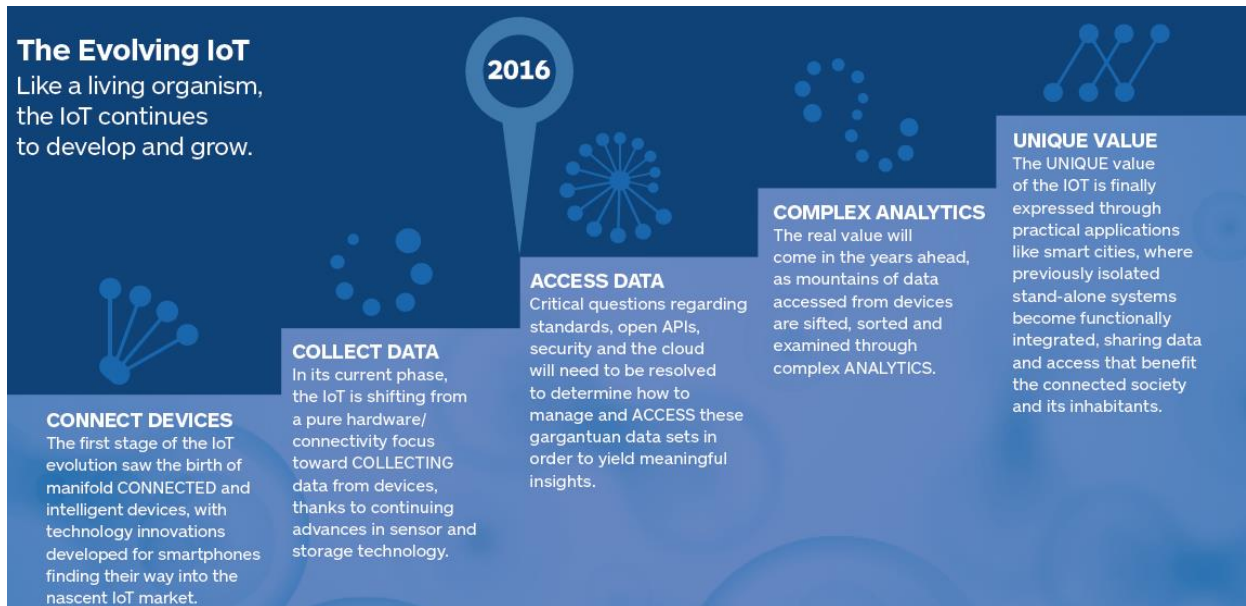 The Evolving IoT
Like a living organism,
the IoT continues
to develop and grow.
2016
CONNECT DEVICES
The first stage of the IoT
evolution saw the birth of
manifold CONNECTED and
intelligent devices, with
technology innovations
developed for smartphones
finding their way into the
nascent IoT market.
COLLECT DATA
In its current phase,
the IoT is shifting from
a pure hardware/
connectivity focus
toward COLLECTING
data from devices,
thanks to continuing
advances in sensor and
storage technology.
ACCESS DATA
Critical questions regarding
standards, open APIs,
security and the cloud
will need to be resolved
to determine how to
manage and ACCESS these
gargantuan data sets in
order to yield meaningful
insights.
COMPLEX ANALYTICS
The real value will
come in the years ahead,
as mountains of data
accessed from devices
are sifted, sorted and
examined through
complex ANALYTICS.
UNIQUE VALUE
The UNIQUE value
of the IOT is finally
expressed through
practical applications
like smart cities, where
previously isolated
stand-alone systems
become functionally
integrated, sharing data
and access that benefit
the connected society
and its inhabitants.